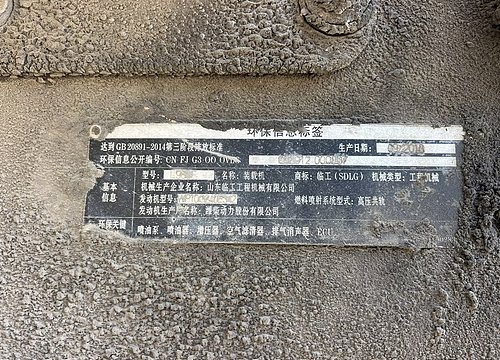 环保信息标签
达到GB 20891-2014第三阶段排放标准 生产日期:
环保信息公开编号: CN FJ G3 00
基本信息
型号: 名称: 装载机 商标: 临工 (SDLG) 机械类型: 工程机械
机械生产企业名称: 山东临工工程机械有限公司
发动机型号: 燃料喷射系统型式: 高压共轨
发动机生产厂名称: 潍柴动力股份有限公司
环保关键
喷油泵、喷油器、增压器、空气滤清器、排气消声器、ECU